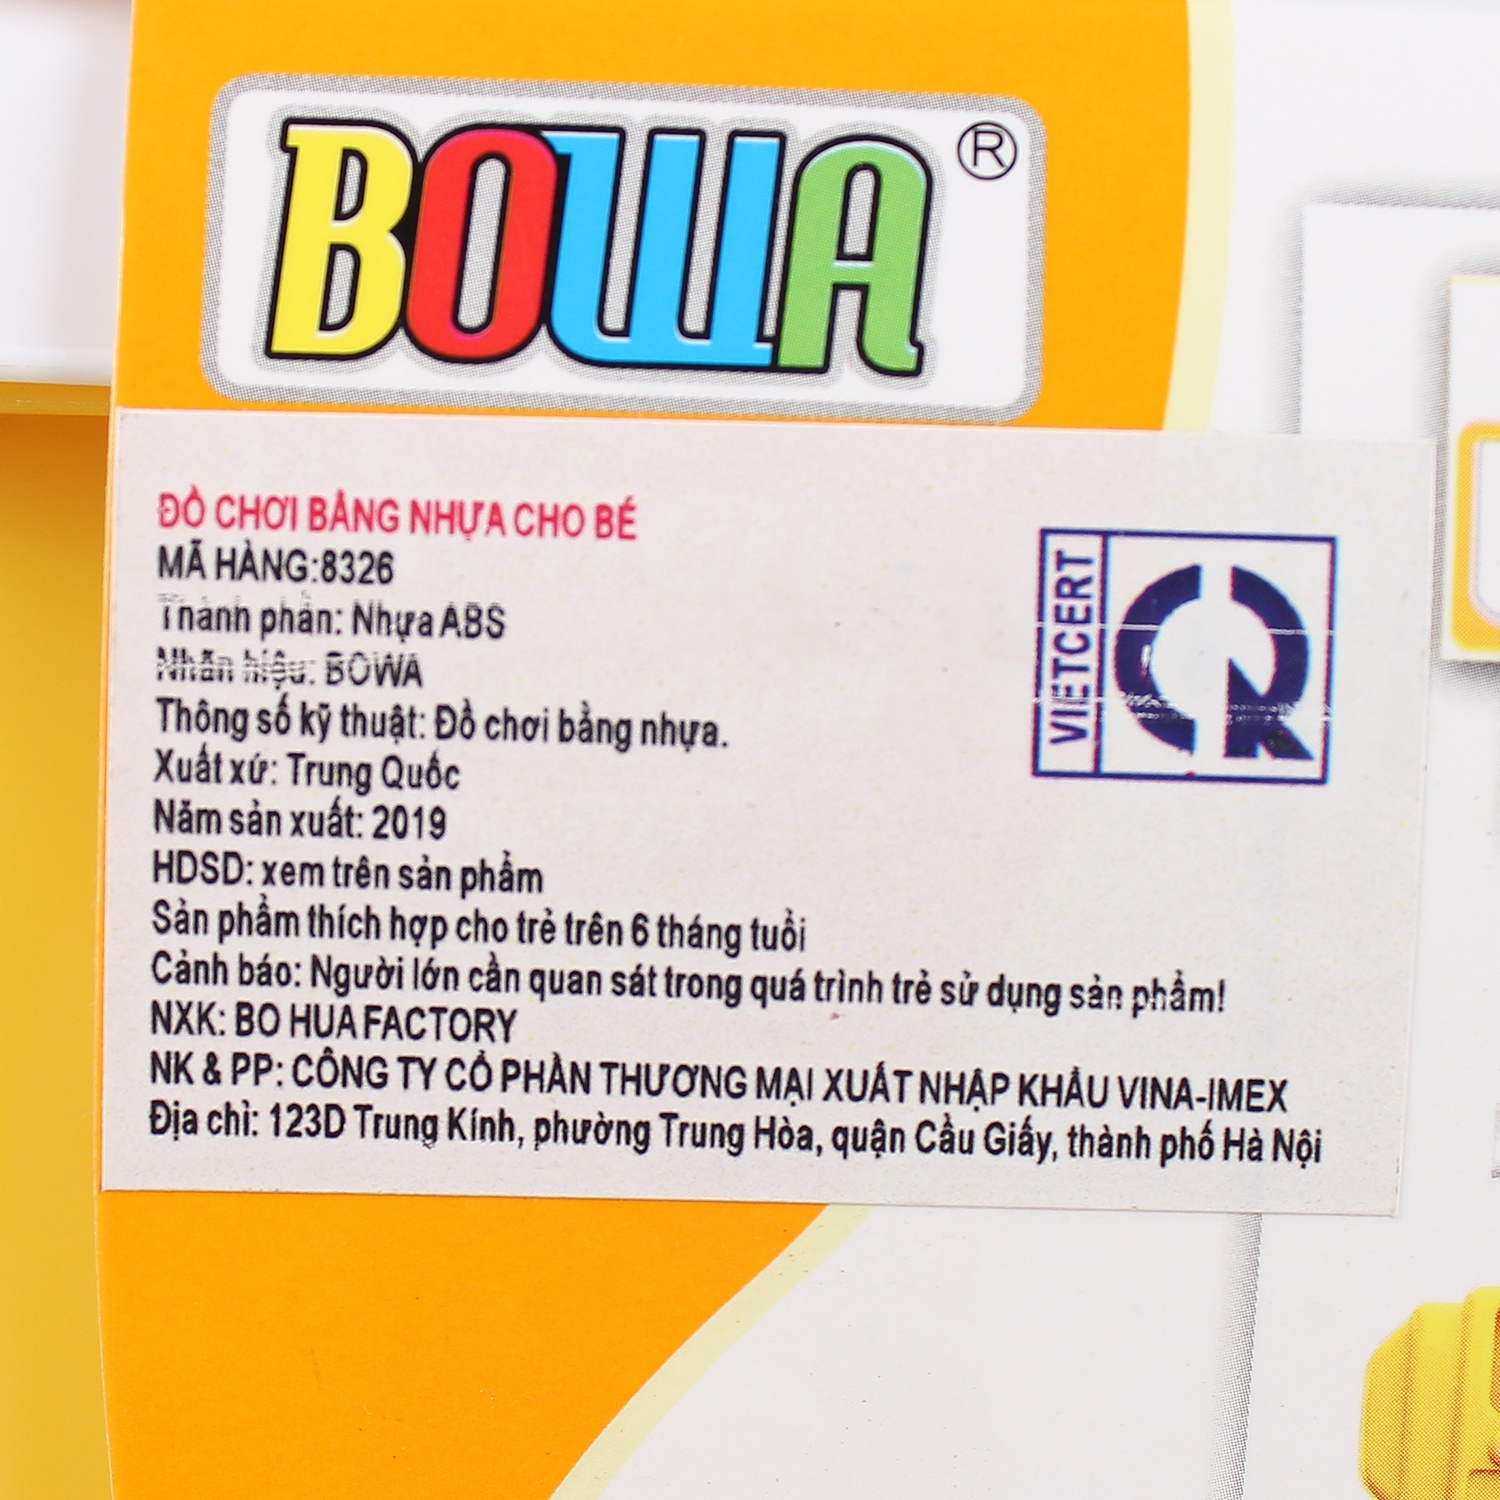 BOWA ®
ĐỒ CHƠI BẰNG NHỰA CHO BÉ
MÃ HÀNG:8326
Thành phần: Nhựa ABS
Nhãn hiệu: BOWA
Thông số kỹ thuật: Đồ chơi bằng nhựa.
Xuất xứ: Trung Quốc
Năm sản xuất: 2019
HDSD: xem trên sản phẩm
Sản phẩm thích hợp cho trẻ trên 6 tháng tuổi
Cảnh báo: Người lớn cần quan sát trong quá trình trẻ sử dụng sản phẩm!
NXK: BO HUA FACTORY
NK & PP: CÔNG TY CỔ PHẦN THƯƠNG MẠI XUẤT NHẬP KHẨU VINA-IMEX
Địa chỉ: 123D Trung Kính, phường Trung Hòa, quận Cầu Giấy, thành phố Hà Nội
VIETCERT
CR